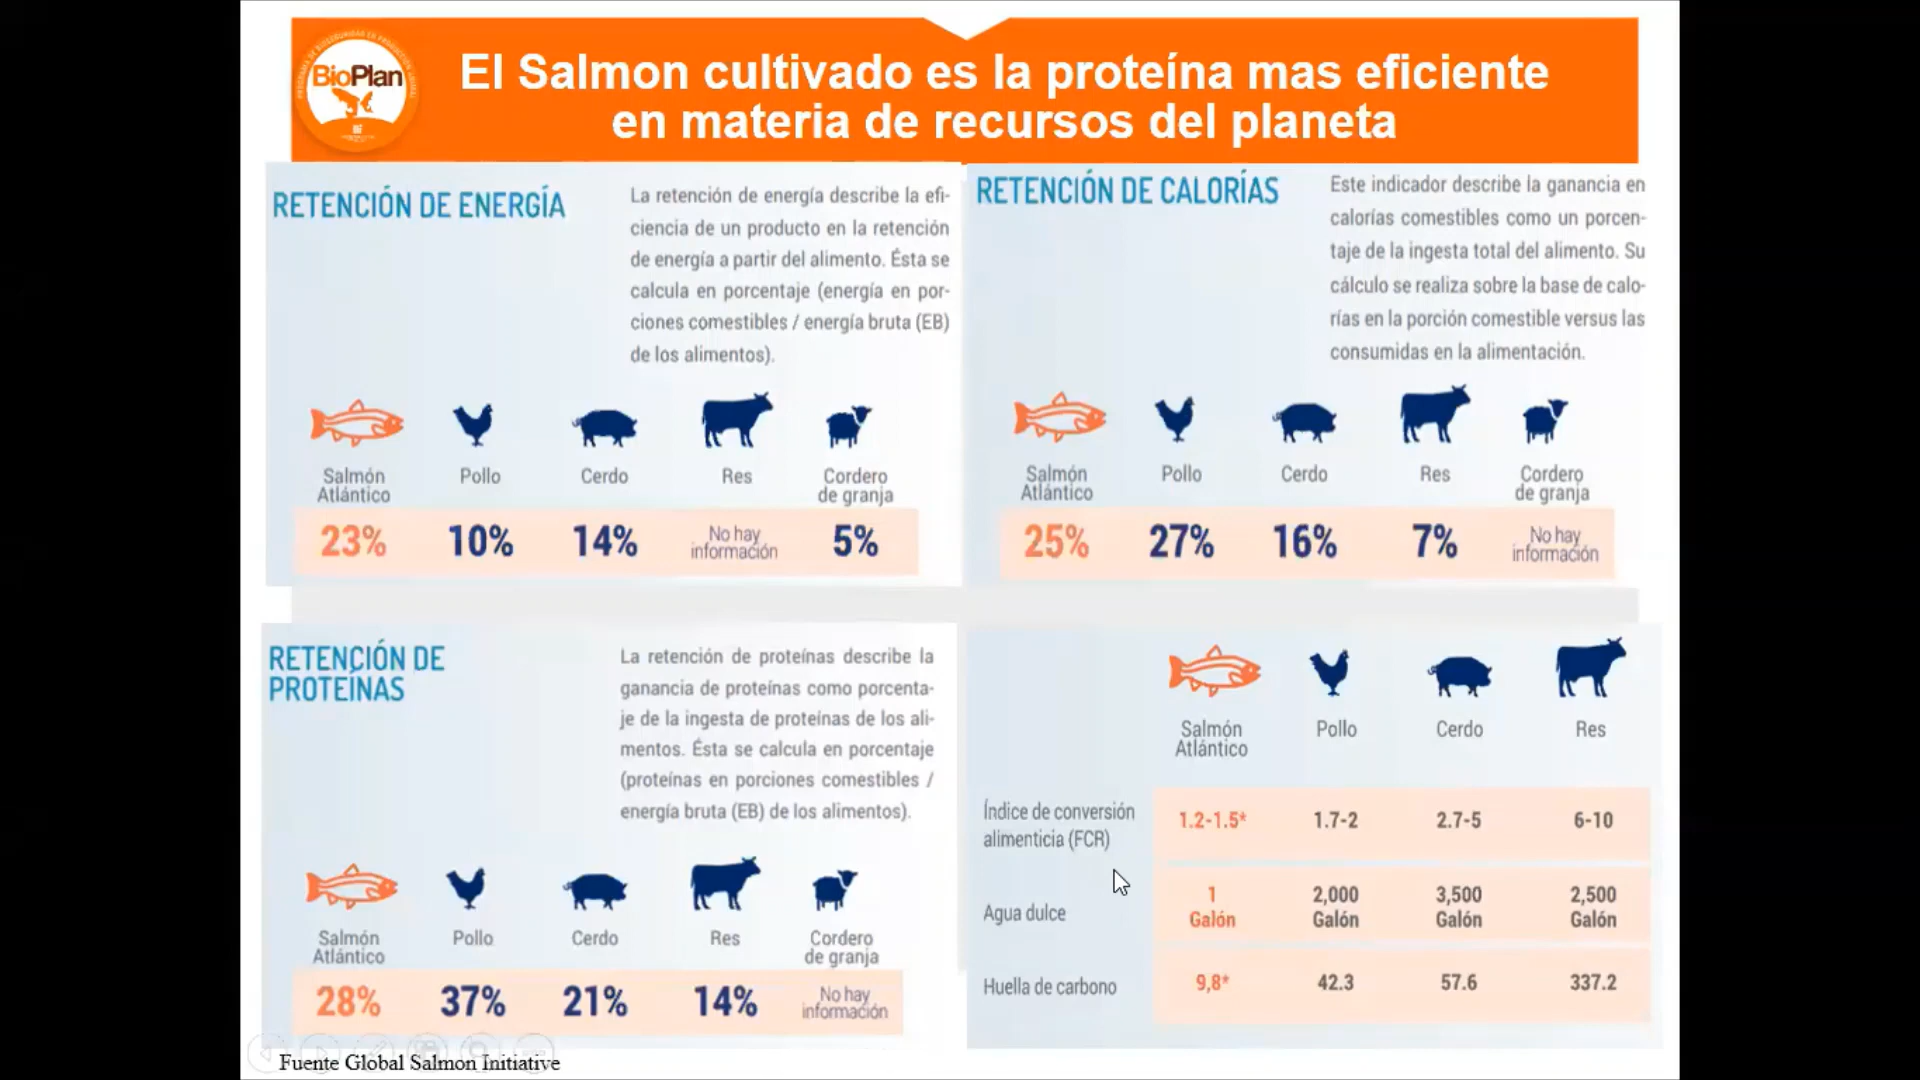 BioPlan
El Salmon cultivado es la proteína mas eficiente
en materia de recursos del planeta
RETENCIÓN DE ENERGÍA
La retención de energía describe la efi-
ciencia de un producto en la retención
de energía a partir del alimento. Ésta se
calcula en porcentaje (energía en por-
ciones comestibles / energía bruta (EB)
de los alimentos).
Salmón
Atlántico
Pollo
Cerdo
Res
Cordero
de granja
23%
10%
14%
No hay
información
5%
RETENCIÓN DE CALORÍAS
Este indicador describe la ganancia en
calorías comestibles como un porcen-
taje de la ingesta total del alimento. Su
cálculo se realiza sobre la base de calo-
rías en la porción comestible versus las
consumidas en la alimentación.
Salmón
Atlántico
Pollo
Cerdo
Res
Cordero
de granja
25%
27%
16%
7%
No hay
información
RETENCIÓN DE
PROTEÍNAS
La retención de proteínas describe la
ganancia de proteínas como porcenta-
je de la ingesta de proteínas de los ali-
mentos. Ésta se calcula en porcentaje
(proteínas en porciones comestibles /
energía bruta (EB) de los alimentos).
Salmón
Atlántico
Pollo
Cerdo
Res
Cordero
de granja
28%
37%
21%
14%
No hay
información
Salmón
Atlántico
Pollo
Cerdo
Res
Índice de conversión
alimenticia (FCR)
1.2-1.5*
1.7-2
2.7-5
6-10
Agua dulce
1
Galón
2,000
Galón
3,500
Galón
2,500
Galón
Huella de carbono
9,8*
42.3
57.6
337.2
Fuente Global Salmon Initiative